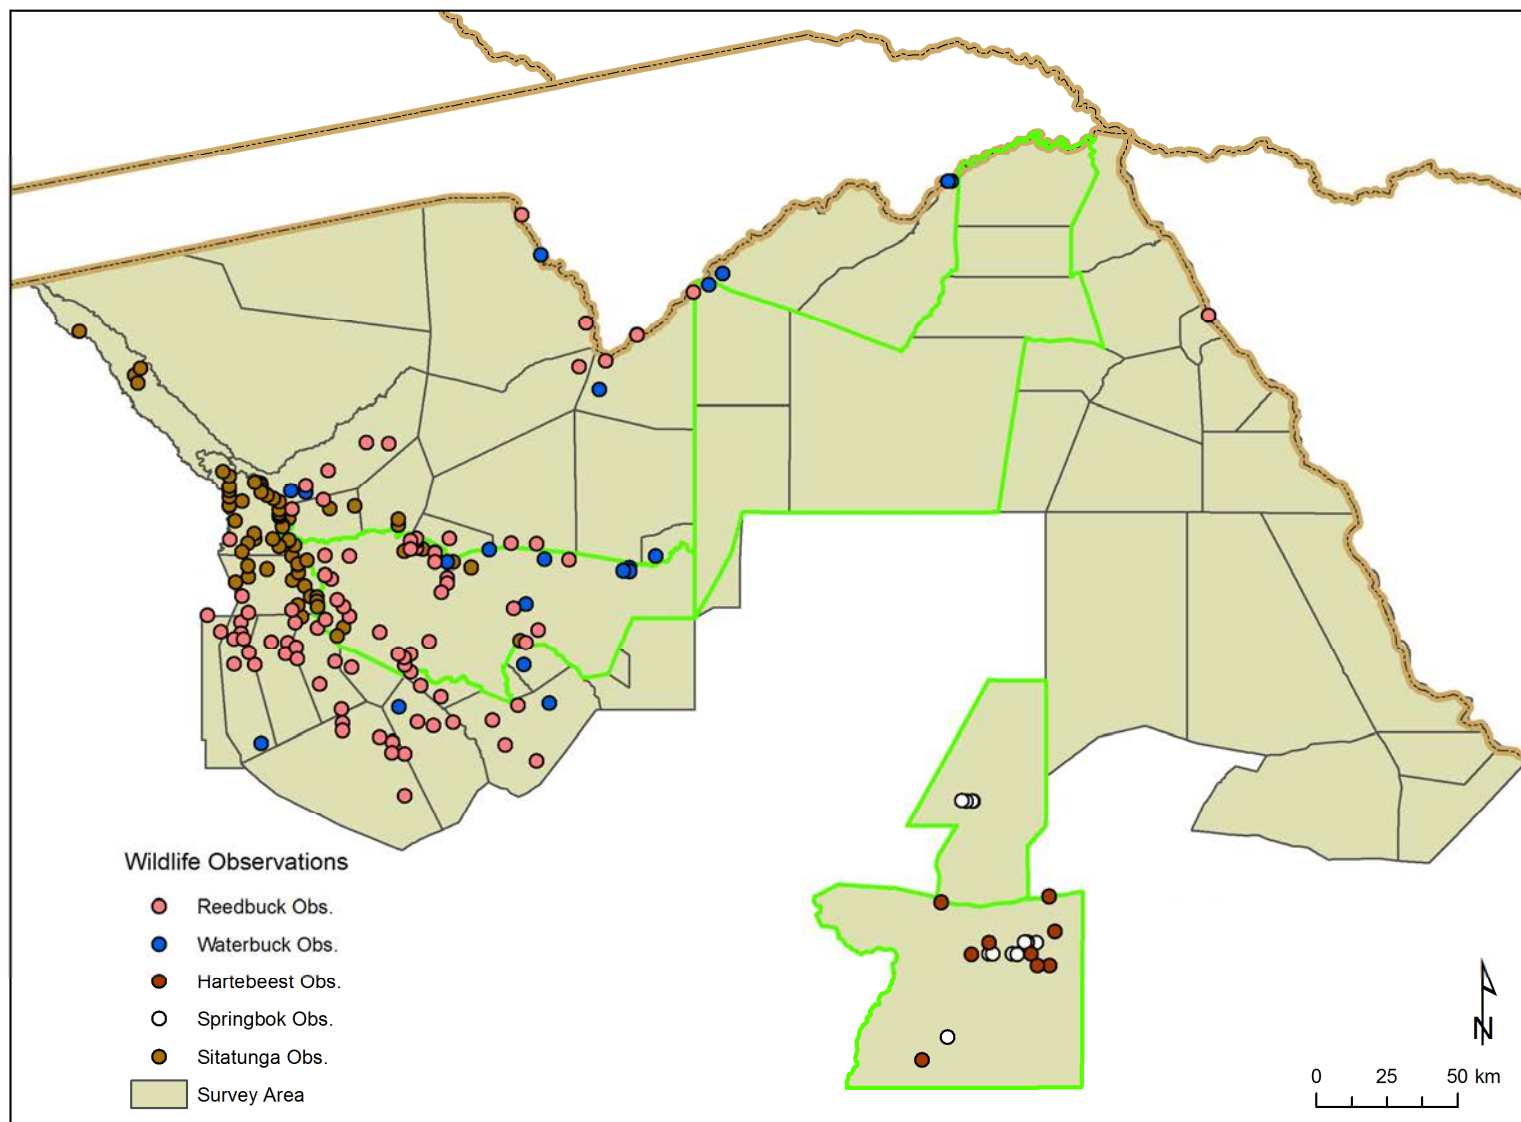 Wildlife Observations
Reedbuck Obs.
Waterbuck Obs.
Hartebeest Obs.
Springbok Obs.
Sitatunga Obs.
Survey Area
N
0 25 50 km